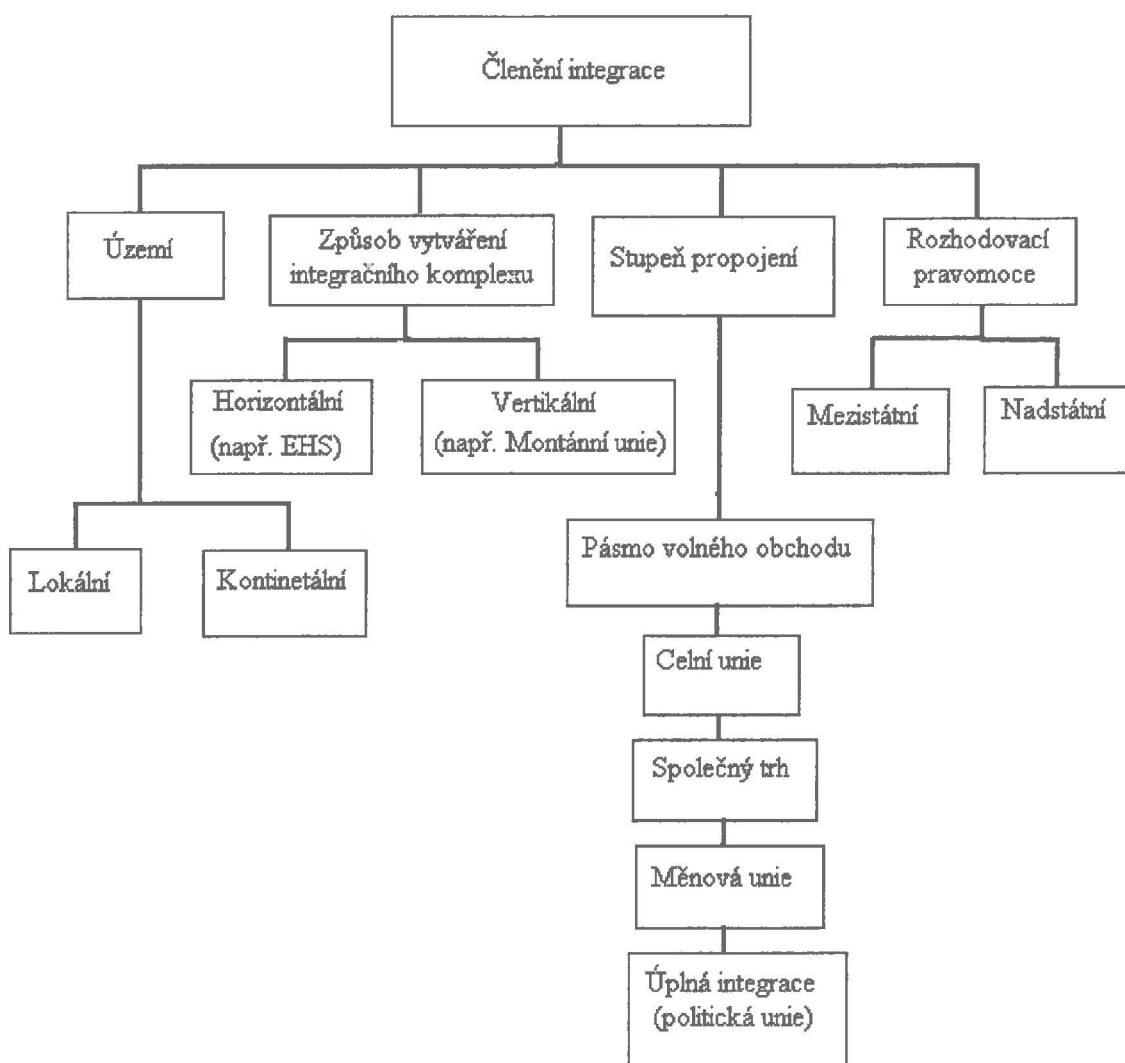 Členění integrace
Území
Způsob vytváření
integračního komplexu
Stupeň propojení
Rozhodovací
pravomoce
Horizontální
(např. EHS)
Vertikální
(např. Montánní unie)
Mezistátní
Nadstátní
Lokální
Kontinetální
Pásmo volného obchodu
Celní unie
Společný trh
Měnová unie
Úplná integrace
(politická unie)